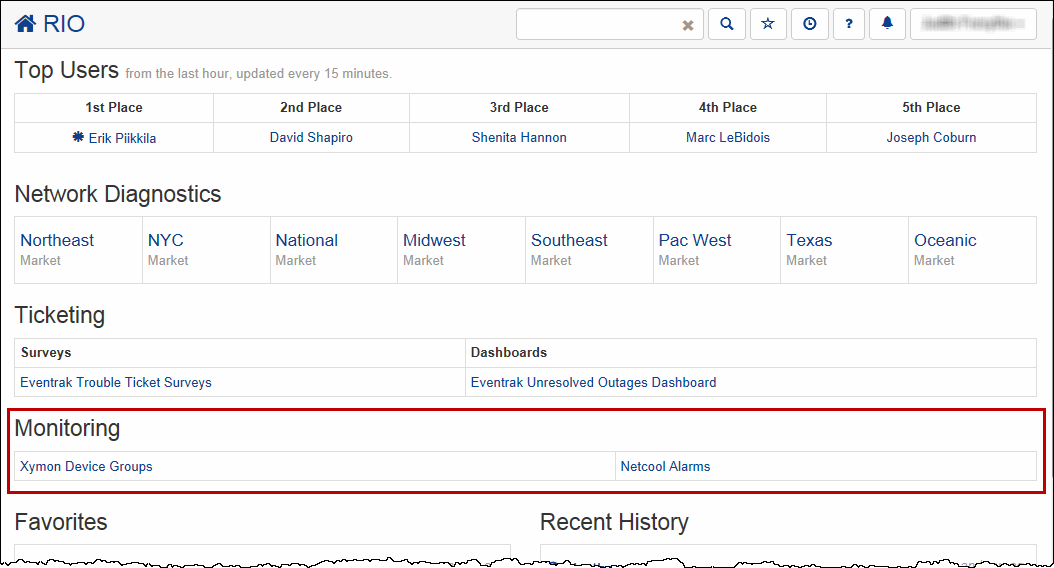 RIO
?
Top Users from the last hour, updated every 15 minutes.
1st Place 2nd Place 3rd Place 4th Place 5th Place
Erik Piikkila David Shapiro Shenita Hannon Marc LeBidois Joseph Coburn
Network Diagnostics
Northeast NYC National Midwest Southeast Pac West Texas Oceanic
Market Market Market Market Market Market Market Market
Ticketing
Surveys Dashboards
Eventrak Trouble Ticket Surveys Eventrak Unresolved Outages Dashboard
Monitoring
Xymon Device Groups Netcool Alarms
Favorites Recent History